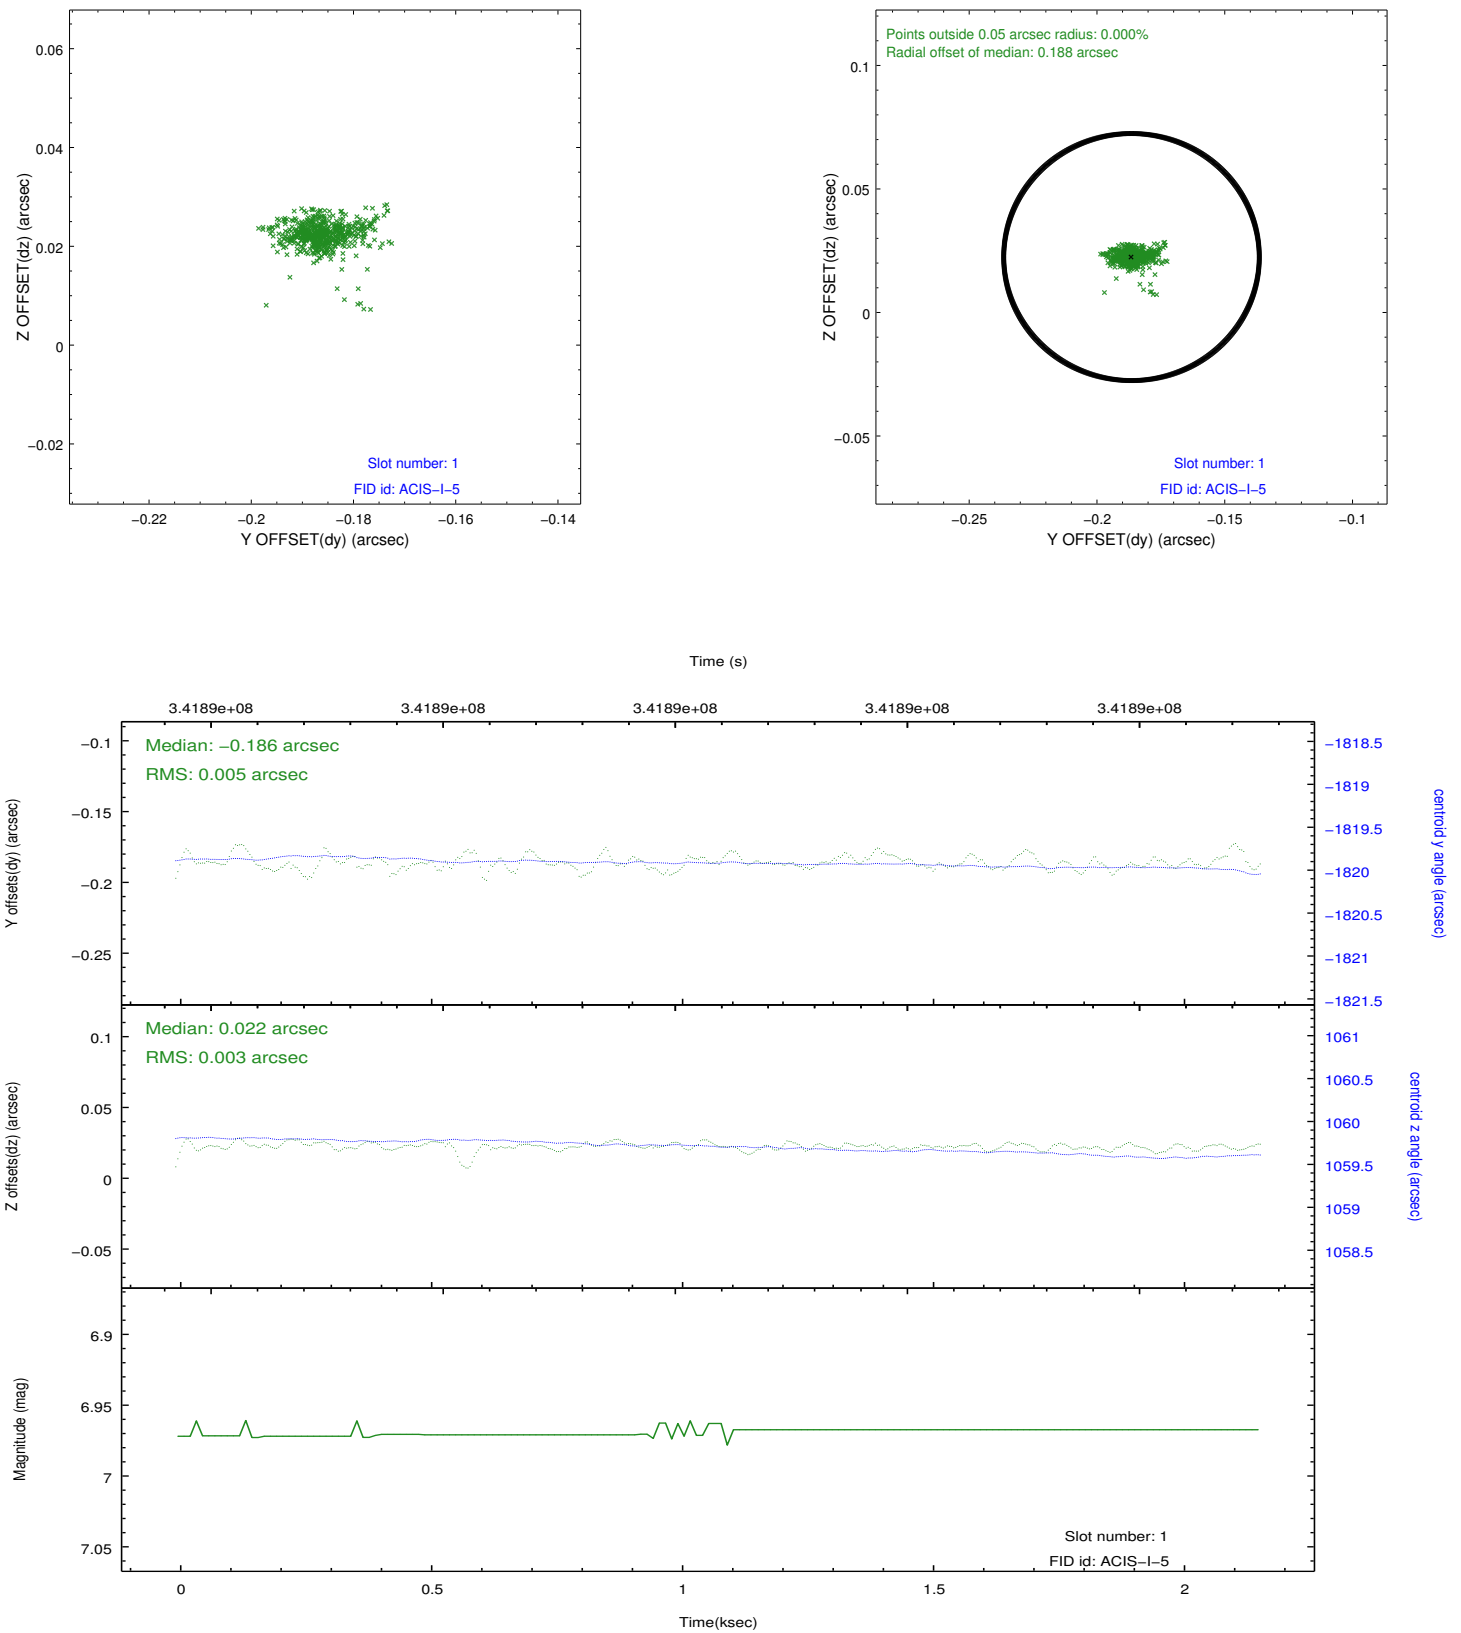 0.06
0.04
0.02
0
−0.02
Z OFFSET(dz) (arcsec)
Slot number: 1
FID id: ACIS−I−5
−0.22 −0.2 −0.18 −0.16 −0.14
Y OFFSET(dy) (arcsec)
Points outside 0.05 arcsec radius: 0.000%
Radial offset of median: 0.188 arcsec
0.1
0.05
0
−0.05
Z OFFSET(dz) (arcsec)
Slot number: 1
FID id: ACIS−I−5
−0.25 −0.2 −0.15 −0.1
Y OFFSET(dy) (arcsec)
Time (s)
3.4189e+08 3.4189e+08 3.4189e+08 3.4189e+08 3.4189e+08
Median: −0.186 arcsec
RMS: 0.005 arcsec
−0.1
−0.15
−0.2
−0.25
Y offsets(dy) (arcsec)
−1818.5
−1819
−1819.5
−1820
−1820.5
−1821
−1821.5
centroid y angle (arcsec)
Median: 0.022 arcsec
RMS: 0.003 arcsec
0.1
0.05
0
−0.05
Z offsets(dz) (arcsec)
1061
1060.5
1060
1059.5
1059
1058.5
centroid z angle (arcsec)
6.9
6.95
7
7.05
Magnitude (mag)
Slot number: 1
FID id: ACIS−I−5
0 0.5 1 1.5 2
Time(ksec)